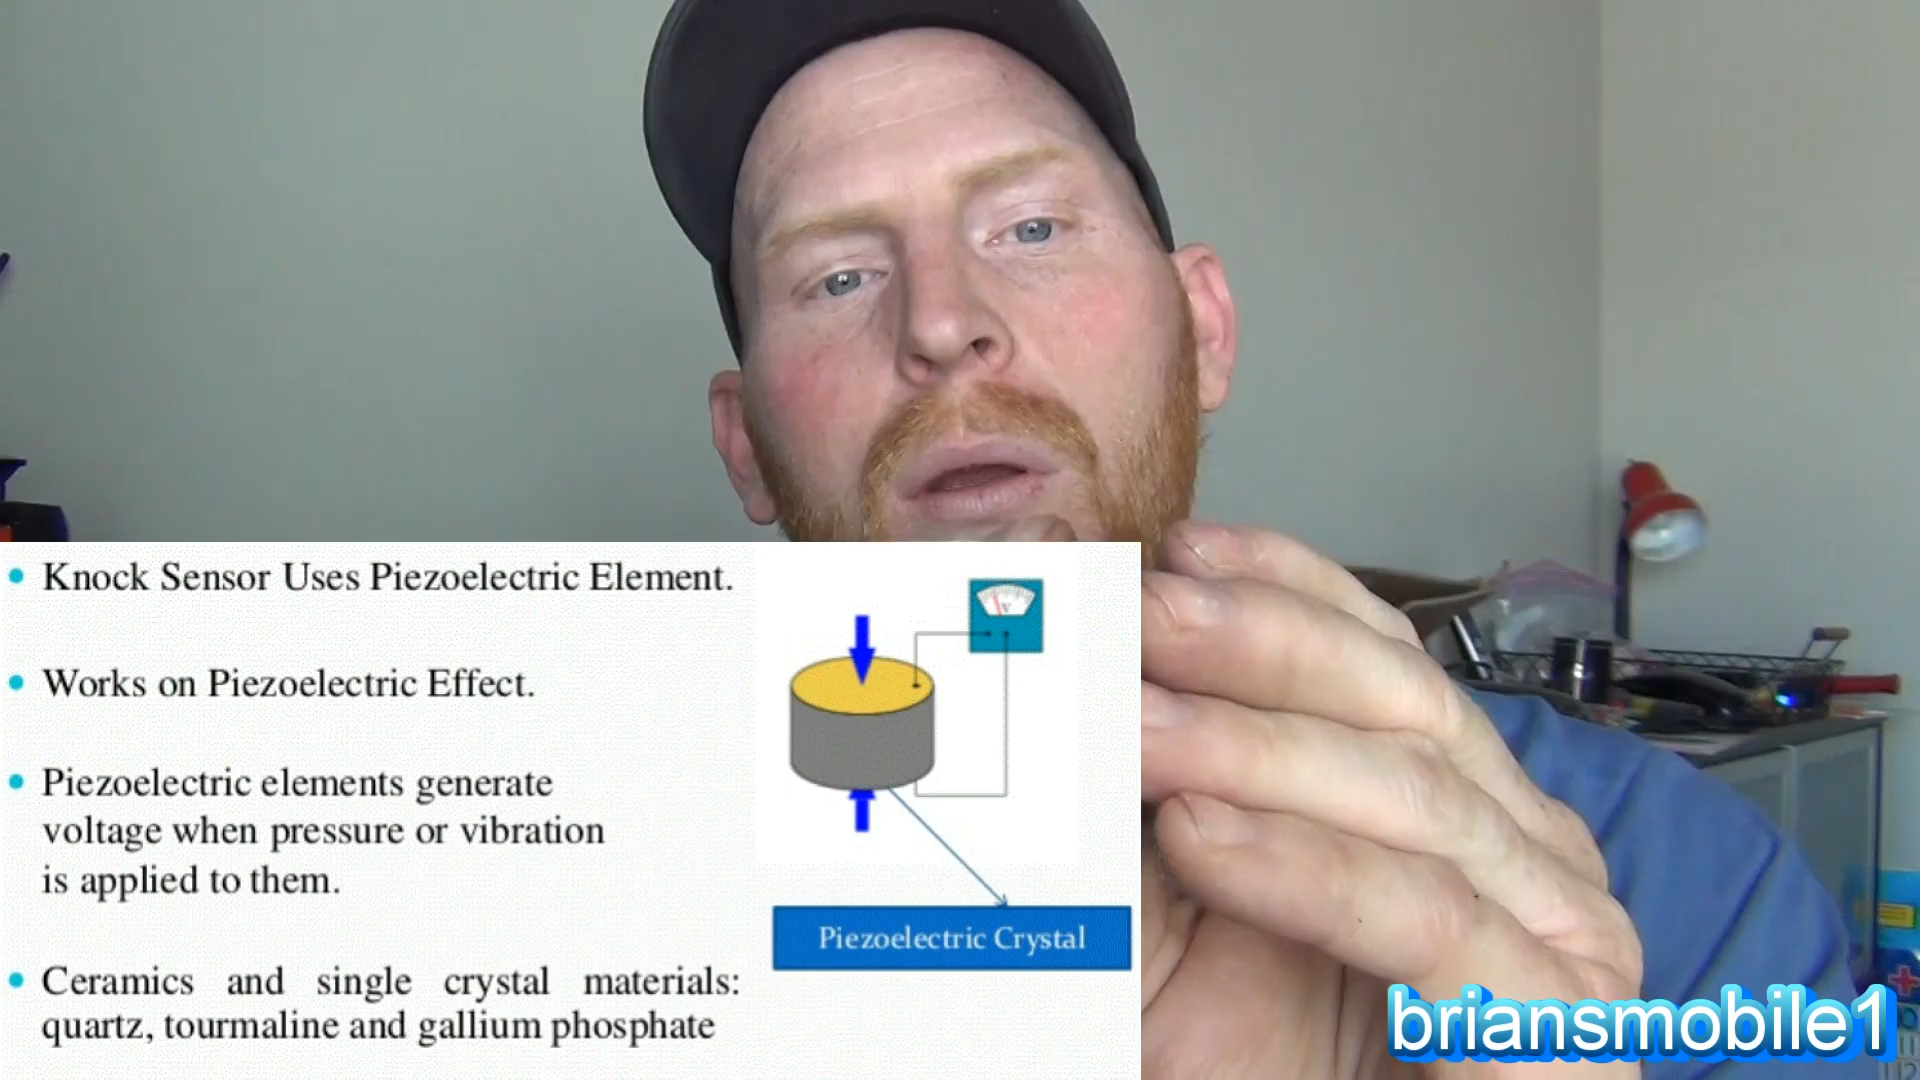 Knock Sensor Uses Piezoelectric Element.
Works on Piezoelectric Effect.
Piezoelectric elements generate
voltage when pressure or vibration
is applied to them.
Ceramics and single crystal materials:
quartz, tourmaline and gallium phosphate
V
Piezoelectric Crystal
briansmobile1